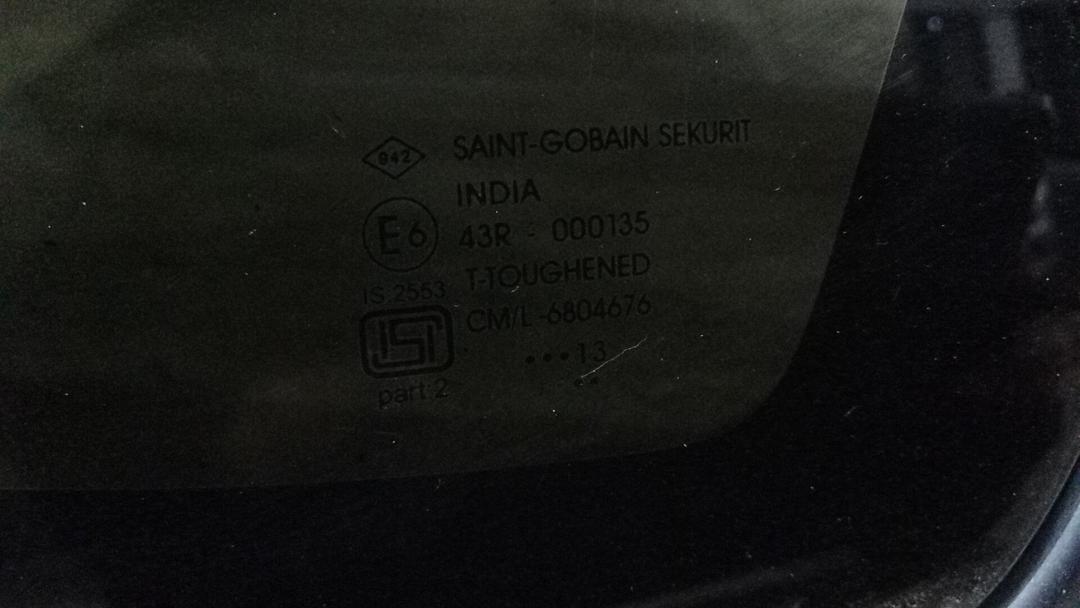 942 SAINT-GOBAIN SEKURIT
INDIA
E6 43R - 000135
T-TOUGHENED
IS.2553
CM/L-6804676
ISI
•••13
••
part 2